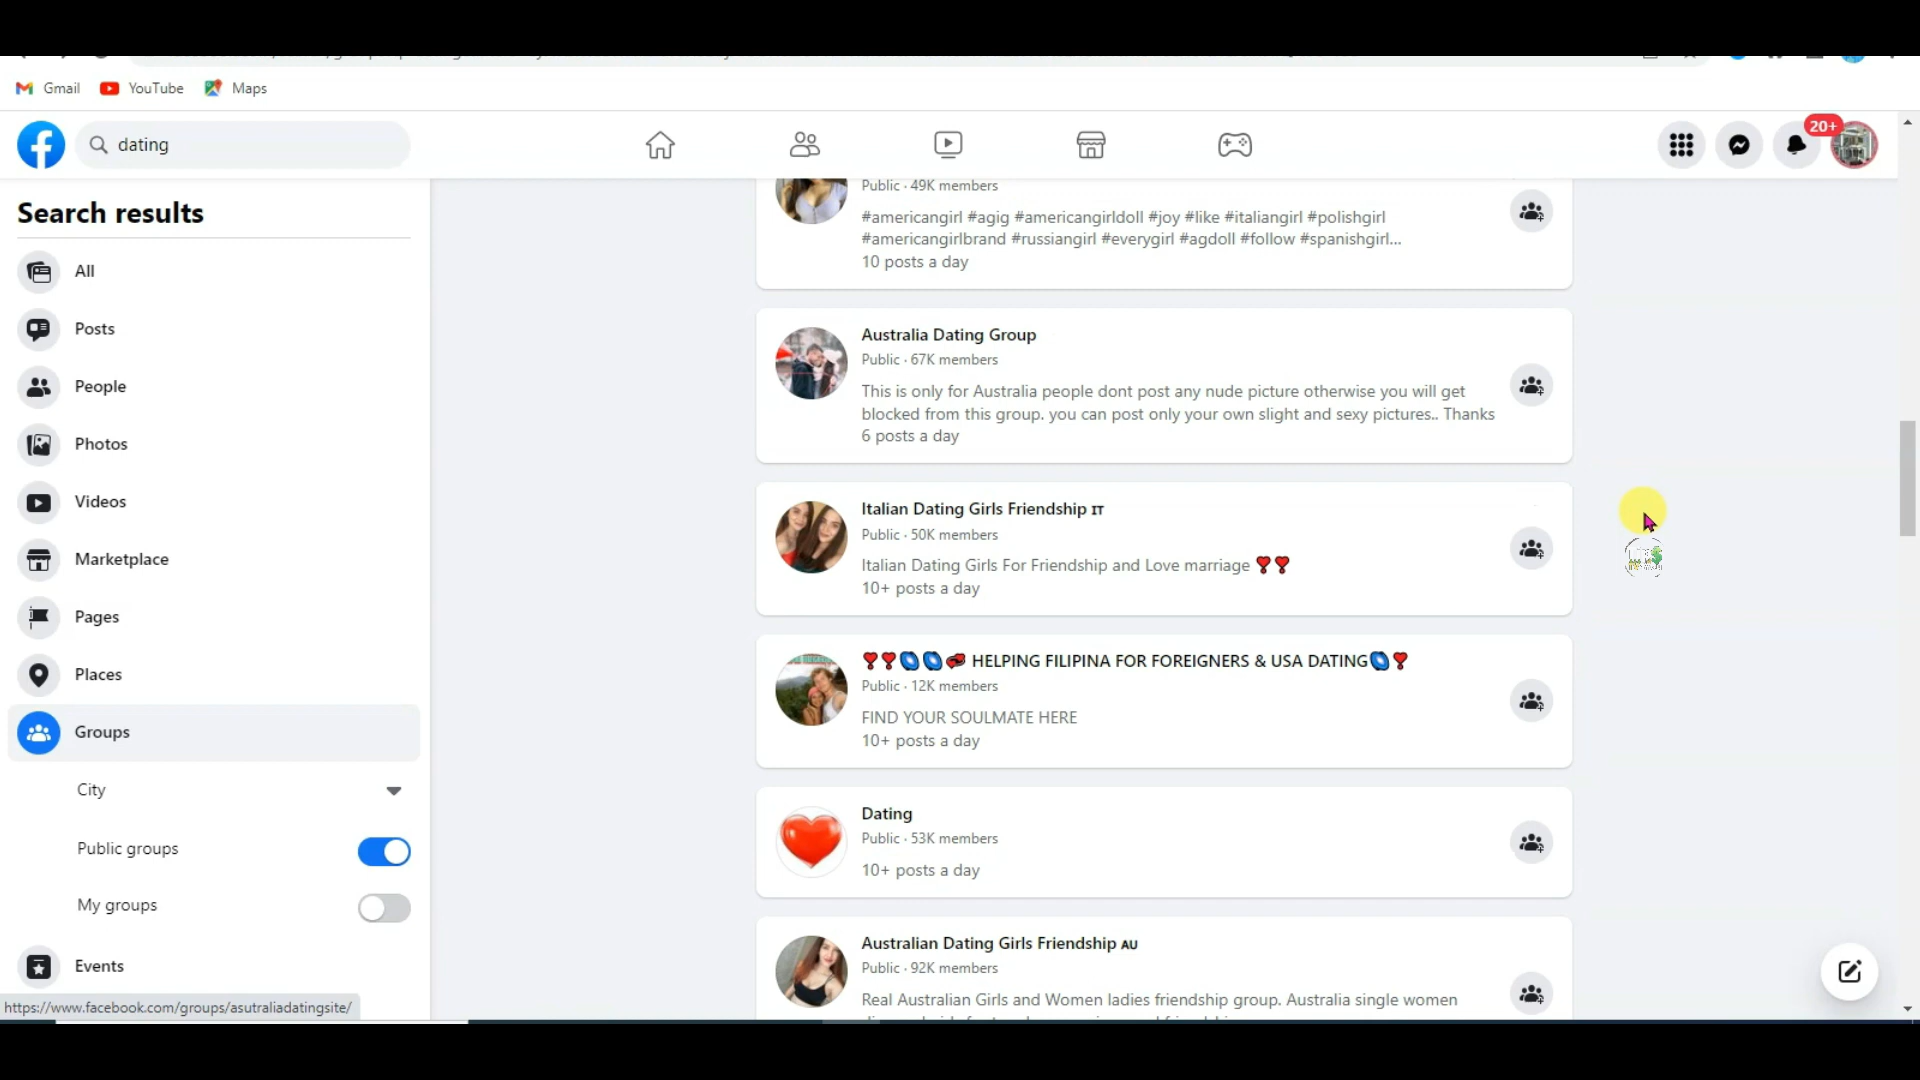 Gmail
YouTube
Maps
dating
20+
Search results
All
Posts
People
Photos
Videos
Marketplace
Pages
Places
Groups
City
Public groups
My groups
Events
https://www.facebook.com/groups/asutraliadatingsite/
Public · 49K members
#americangirl #agig #americangirldoll #joy #like #italiangirl #polishgirl
#americangirlbrand #russiangirl #everygirl #agdoll #follow #spanishgirl...
10 posts a day
Australia Dating Group
Public · 67K members
This is only for Australia people dont post any nude picture otherwise you will get
blocked from this group. you can post only your own slight and sexy pictures.. Thanks
6 posts a day
Italian Dating Girls Friendship IT
Public · 50K members
Italian Dating Girls For Friendship and Love marriage ❣❣
10+ posts a day
HELPING FILIPINA FOR FOREIGNERS & USA DATING
Public · 12K members
FIND YOUR SOULMATE HERE
10+ posts a day
Dating
Public · 53K members
10+ posts a day
Australian Dating Girls Friendship AU
Public · 92K members
Real Australian Girls and Women ladies friendship group. Australia single women